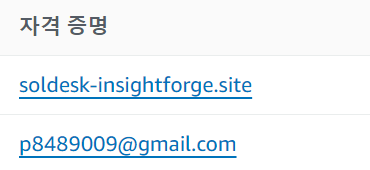 자격 증명
soldesk-insightforge.site
p8489009@gmail.com